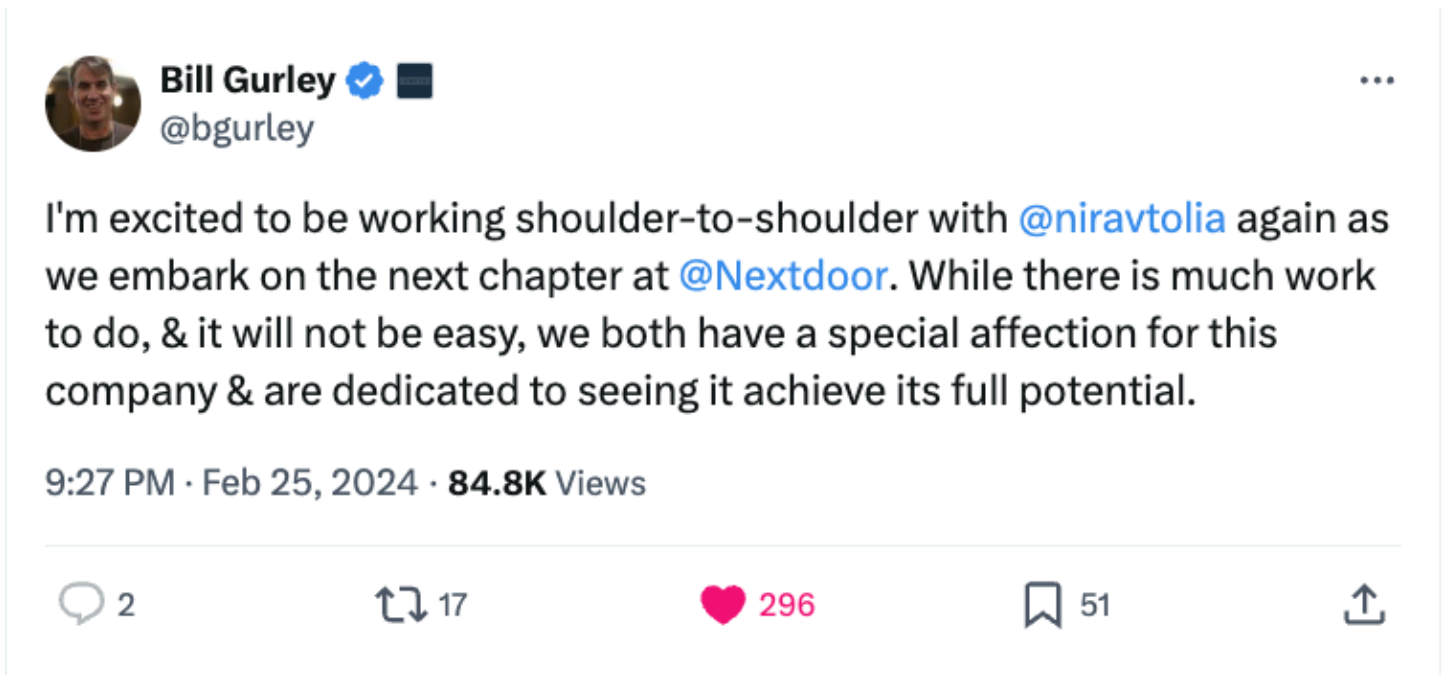 Bill Gurley
@bgurley
I'm excited to be working shoulder-to-shoulder with @niravtolia again as
we embark on the next chapter at @Nextdoor. While there is much work
to do, & it will not be easy, we both have a special affection for this
company & are dedicated to seeing it achieve its full potential.
9:27 PM · Feb 25, 2024 · 84.8K Views
2 17 296 51